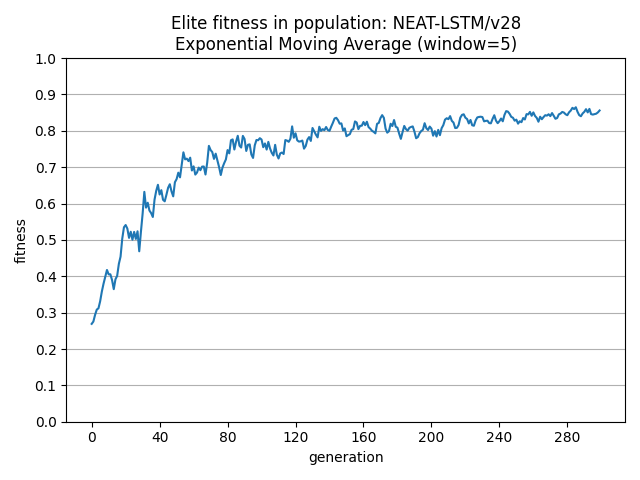 Elite fitness in population: NEAT-LSTM/v28
Exponential Moving Average (window=5)
fitness
1.0
0.9
0.8
0.7
0.6
0.5
0.4
0.3
0.2
0.1
0.0
0 40 80 120 160 200 240 280
generation